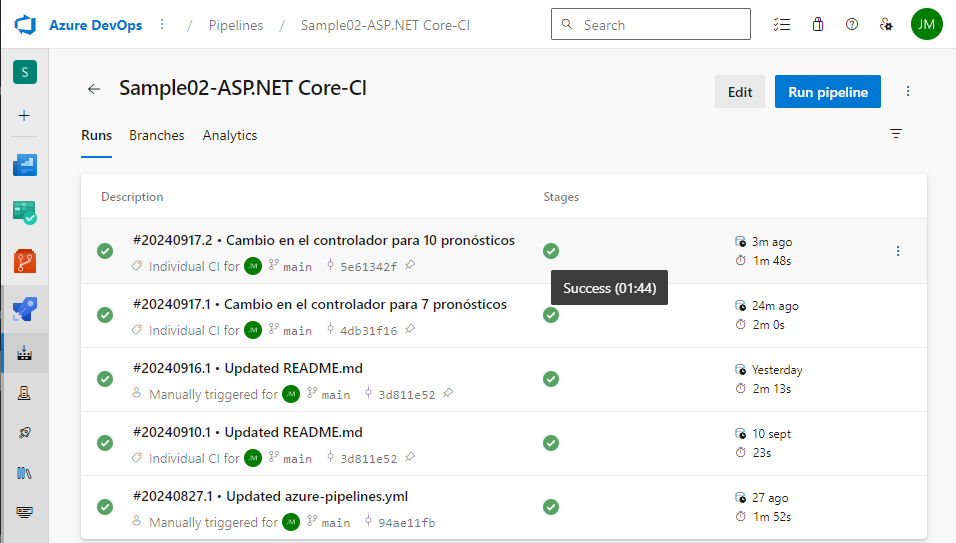 Azure DevOps / Pipelines / Sample02-ASP.NET Core-CI Search JM
S
Sample02-ASP.NET Core-CI Edit Run pipeline
Runs Branches Analytics
Description Stages
#20240917.2 • Cambio en el controlador para 10 pronósticos 3m ago
Individual CI for JM main 5e61342f 1m 48s
Success (01:44)
#20240917.1 • Cambio en el controlador para 7 pronósticos 24m ago
Individual CI for JM main 4db31f16 2m 0s
#20240916.1 • Updated README.md Yesterday
Manually triggered for JM main 3d811e52 2m 13s
#20240910.1 • Updated README.md 10 sept
Individual CI for JM main 3d811e52 23s
#20240827.1 • Updated azure-pipelines.yml 27 ago
Manually triggered for JM main 94ae11fb 1m 52s